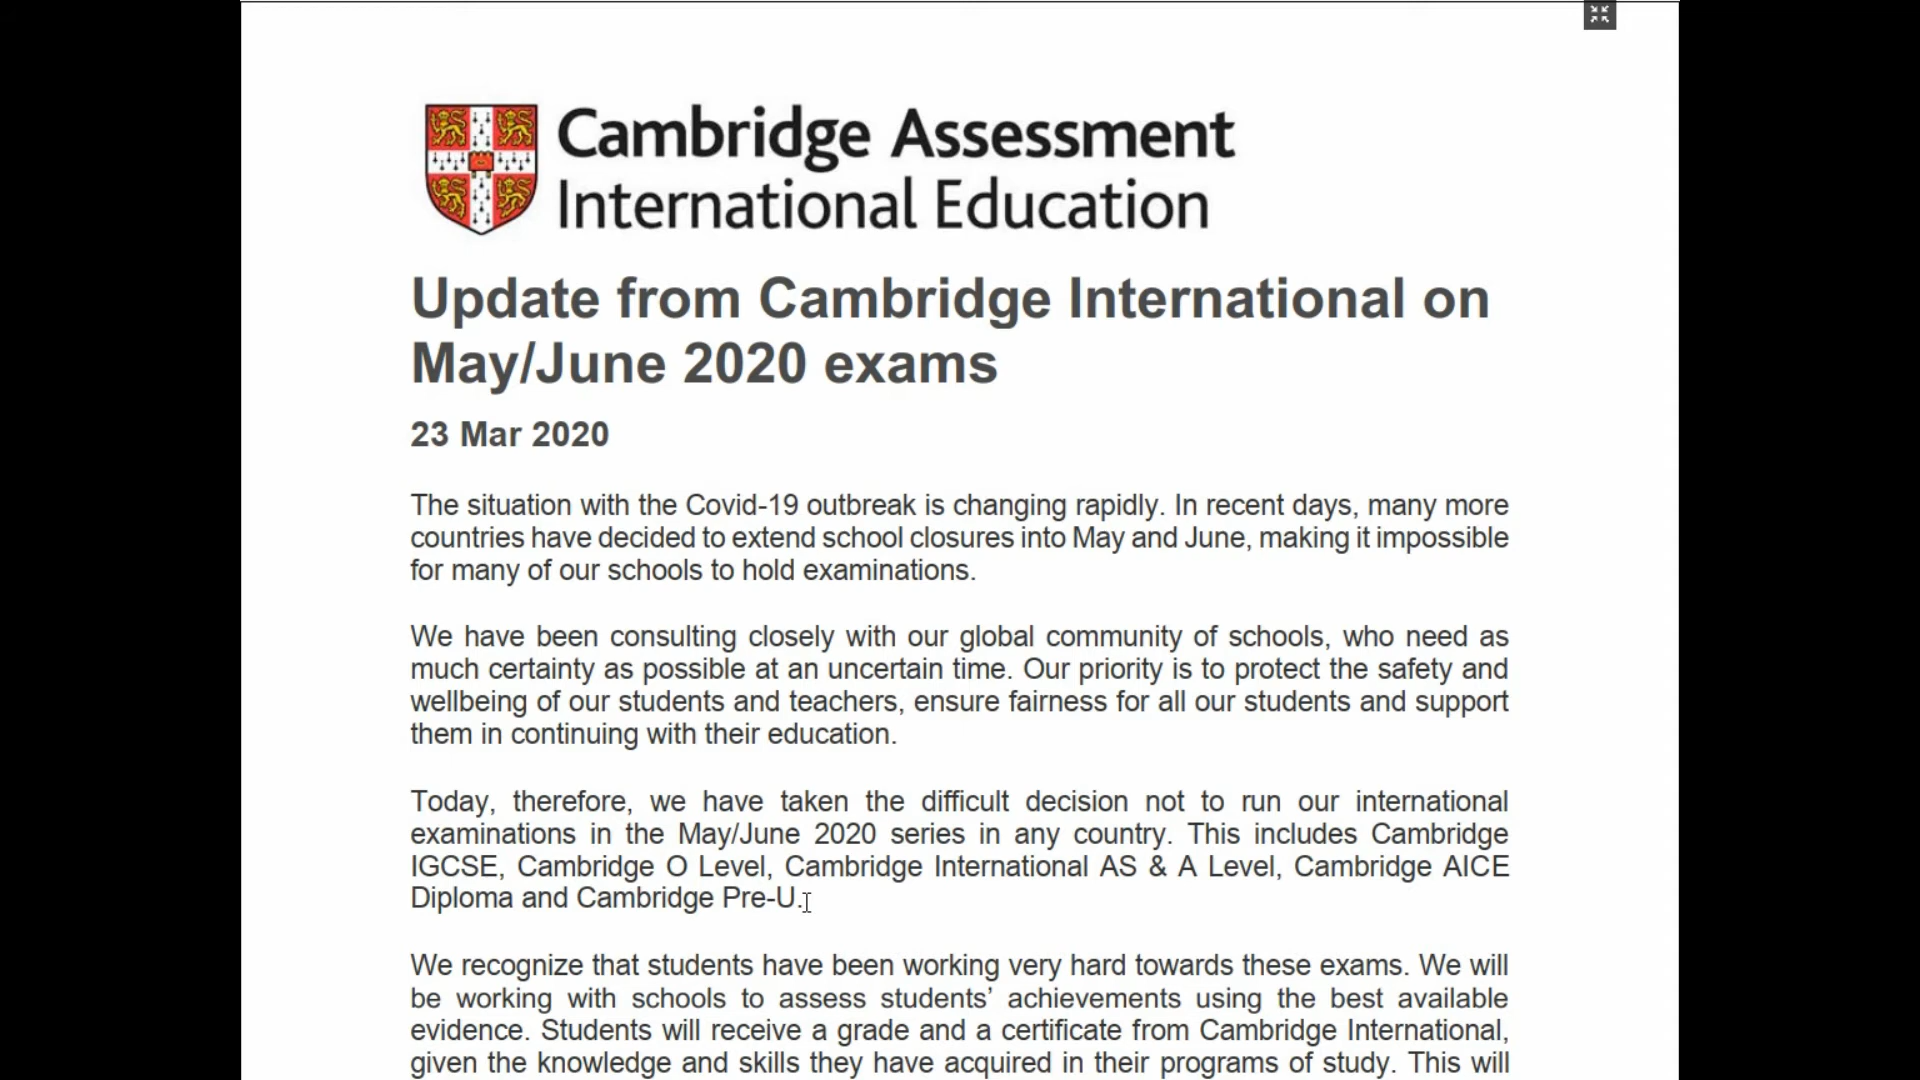 Cambridge Assessment
International Education
Update from Cambridge International on
May/June 2020 exams
23 Mar 2020
The situation with the Covid-19 outbreak is changing rapidly. In recent days, many more
countries have decided to extend school closures into May and June, making it impossible
for many of our schools to hold examinations.
We have been consulting closely with our global community of schools, who need as
much certainty as possible at an uncertain time. Our priority is to protect the safety and
wellbeing of our students and teachers, ensure fairness for all our students and support
them in continuing with their education.
Today, therefore, we have taken the difficult decision not to run our international
examinations in the May/June 2020 series in any country. This includes Cambridge
IGCSE, Cambridge O Level, Cambridge International AS & A Level, Cambridge AICE
Diploma and Cambridge Pre-U.
We recognize that students have been working very hard towards these exams. We will
be working with schools to assess students’ achievements using the best available
evidence. Students will receive a grade and a certificate from Cambridge International,
given the knowledge and skills they have acquired in their programs of study. This will